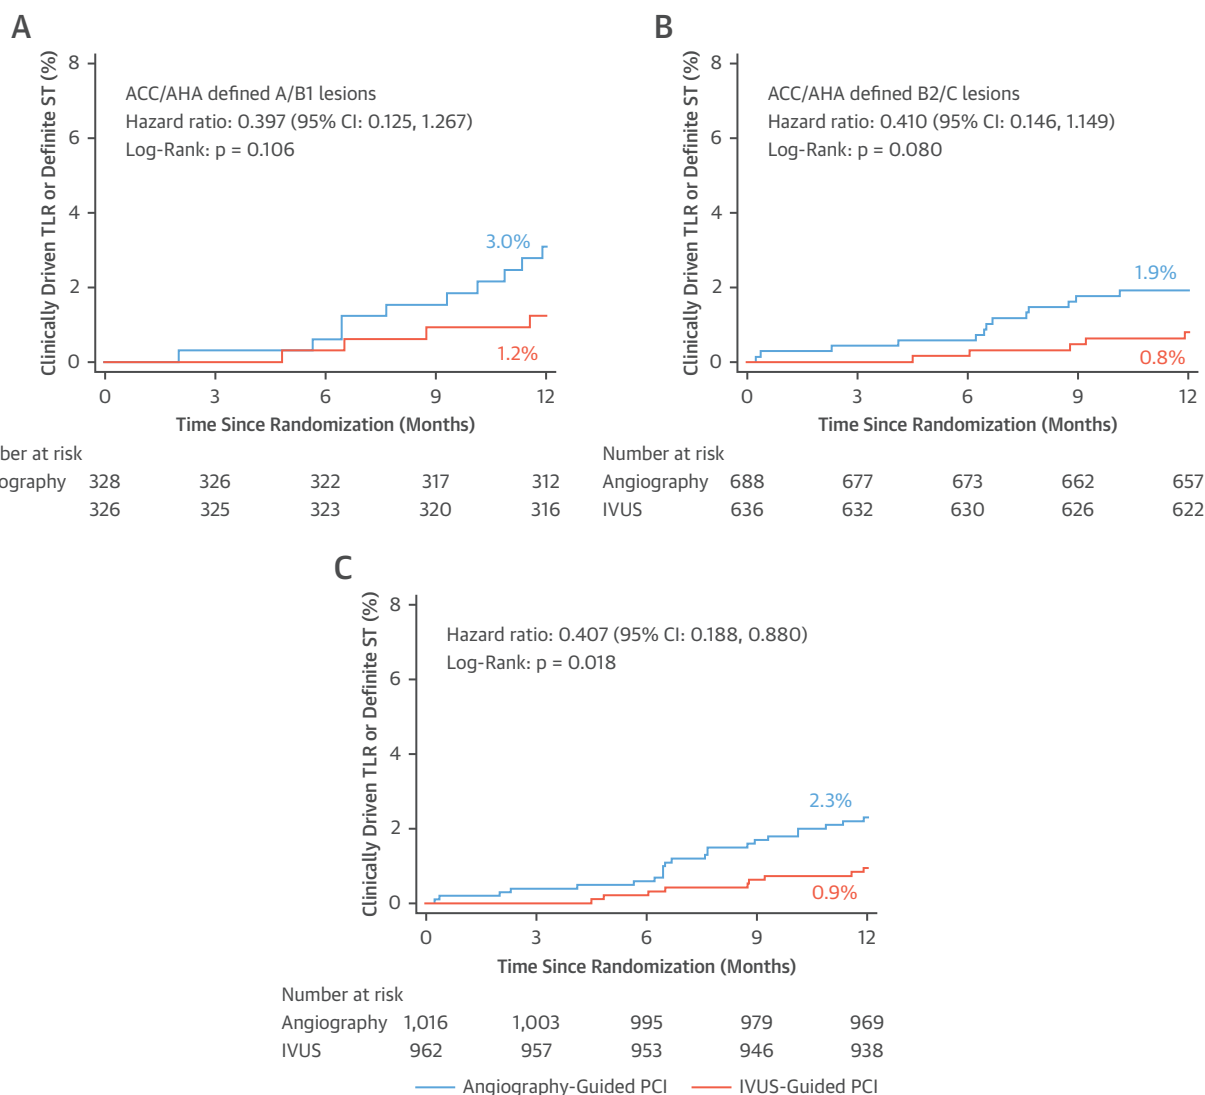 A
Clinically Driven TLR or Definite ST (%)
8
6
4
2
0
ACC/AHA defined A/B1 lesions
Hazard ratio: 0.397 (95% CI: 0.125, 1.267)
Log-Rank: p = 0.106
3.0%
1.2%
0 3 6 9 12
Time Since Randomization (Months)
ber at risk
ography 328 326 322 317 312
326 325 323 320 316
B
Clinically Driven TLR or Definite ST (%)
8
6
4
2
0
ACC/AHA defined B2/C lesions
Hazard ratio: 0.410 (95% CI: 0.146, 1.149)
Log-Rank: p = 0.080
1.9%
0.8%
0 3 6 9 12
Time Since Randomization (Months)
Number at risk
Angiography 688 677 673 662 657
IVUS 636 632 630 626 622
C
Clinically Driven TLR or Definite ST (%)
8
6
4
2
0
Hazard ratio: 0.407 (95% CI: 0.188, 0.880)
Log-Rank: p = 0.018
2.3%
0.9%
0 3 6 9 12
Time Since Randomization (Months)
Number at risk
Angiography 1,016 1,003 995 979 969
IVUS 962 957 953 946 938
Angiography-Guided PCI IVUS-Guided PCI